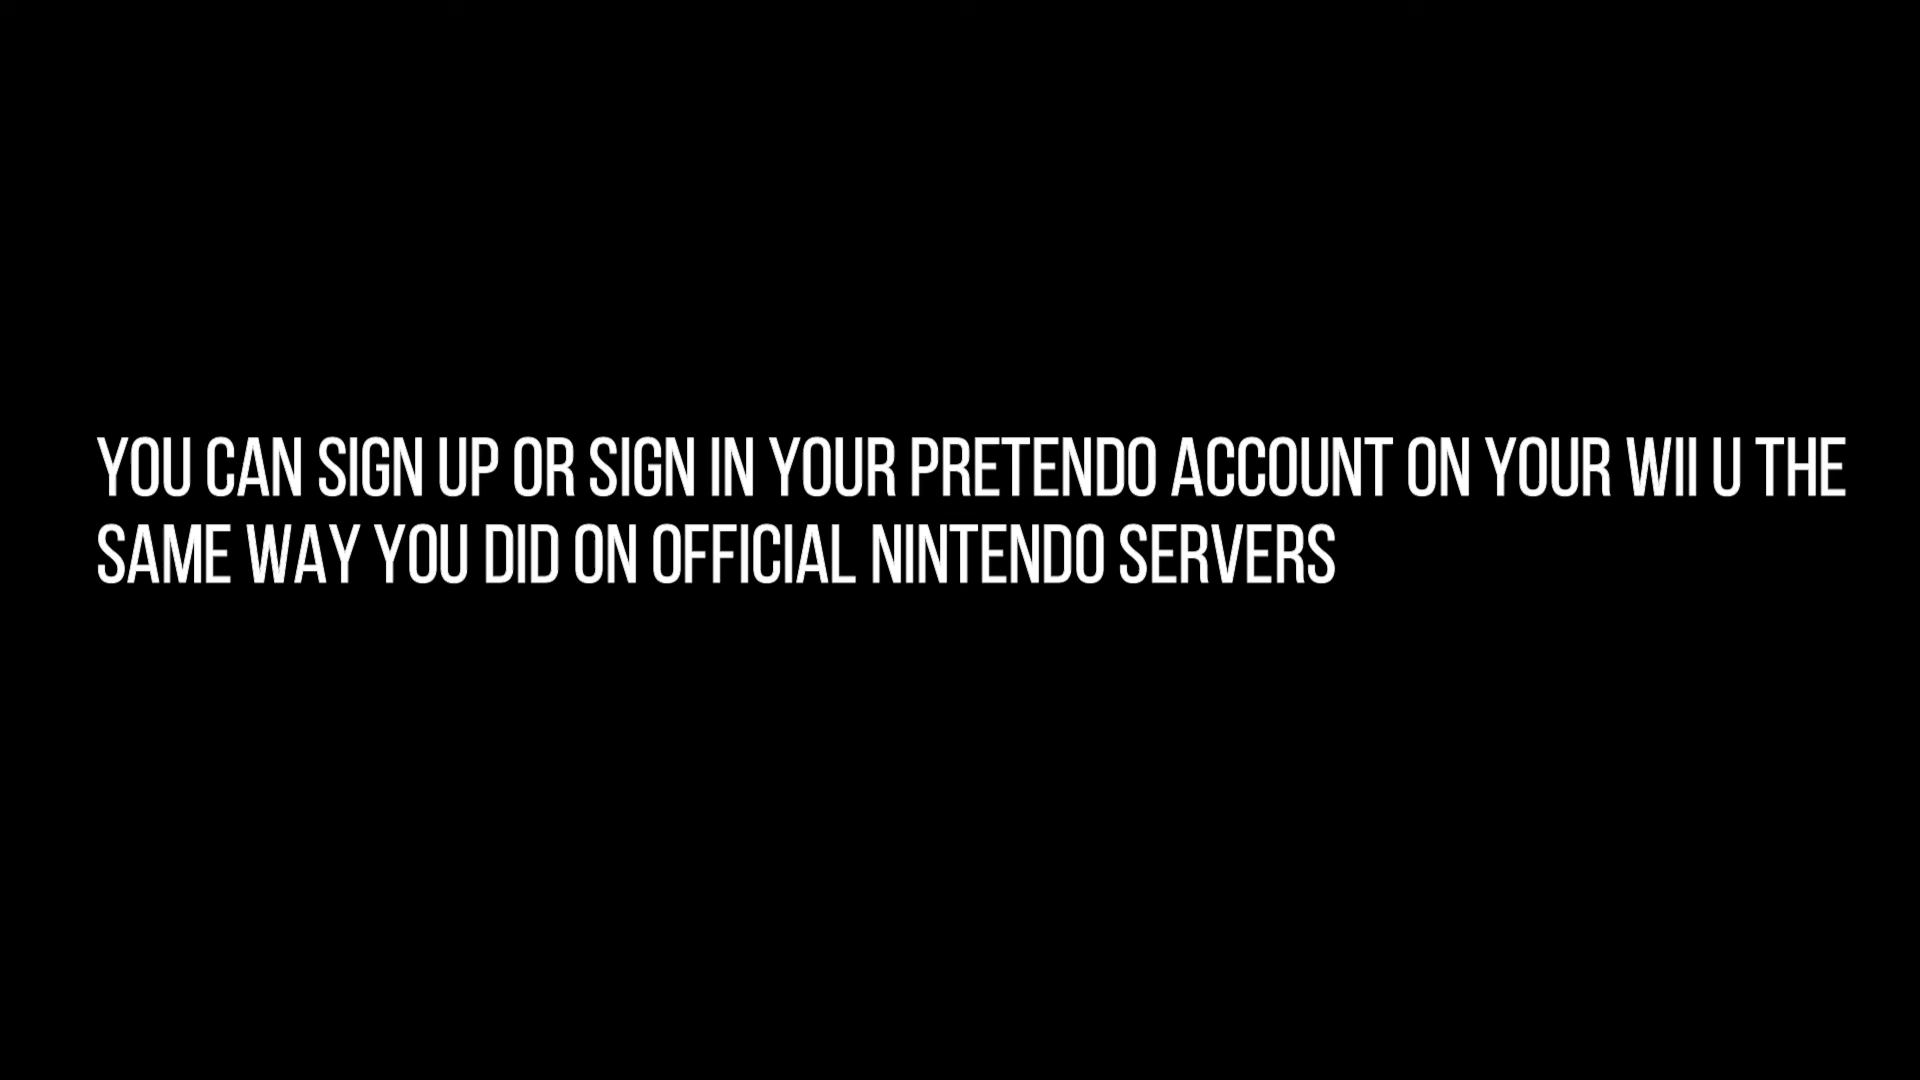 YOU CAN SIGN UP OR SIGN IN YOUR PRETENDO ACCOUNT ON YOUR WII U THE
SAME WAY YOU DID ON OFFICIAL NINTENDO SERVERS